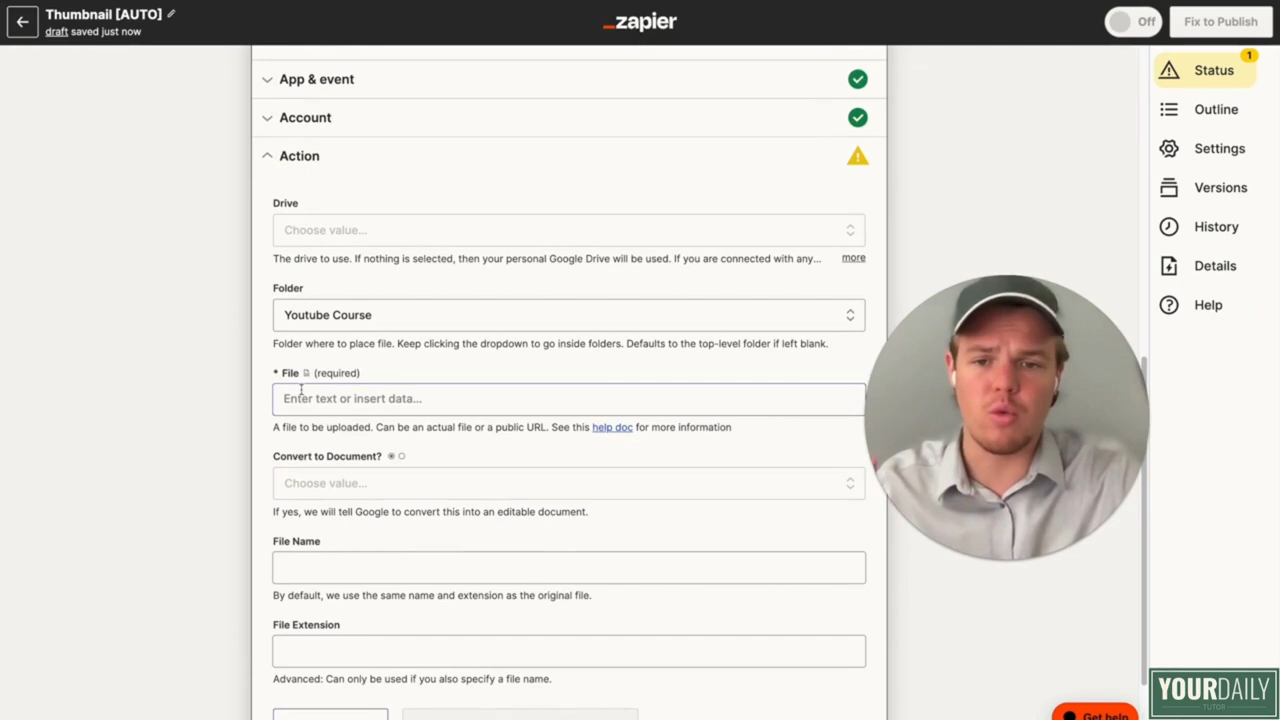 Thumbnail [AUTO]
draft saved just now
_zapier
Off
Fix to Publish
App & event
Account
Action
Drive
Choose value...
The drive to use. If nothing is selected, then your personal Google Drive will be used. If you are connected with any... more
Folder
Youtube Course
Folder where to place file. Keep clicking the dropdown to go inside folders. Defaults to the top-level folder if left blank.
* File (required)
Enter text or insert data...
A file to be uploaded. Can be an actual file or a public URL. See this help doc for more information
Convert to Document?
Choose value...
If yes, we will tell Google to convert this into an editable document.
File Name
By default, we use the same name and extension as the original file.
File Extension
Advanced: Can only be used if you also specify a file name.
1
Status
Outline
Settings
Versions
History
Details
Help
YOURDAILY
TUTOR
Get help